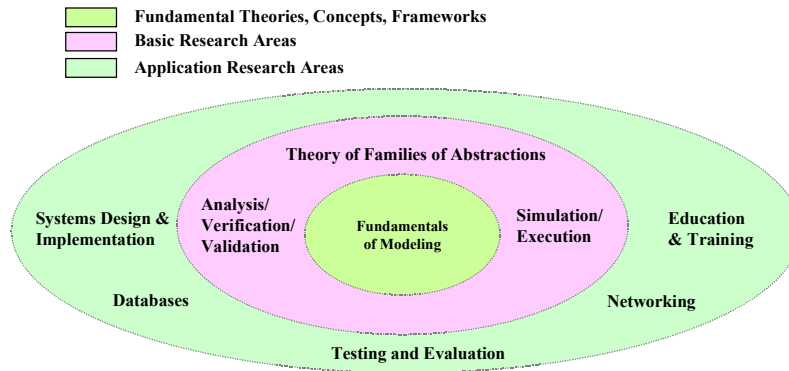 Fundamental Theories, Concepts, Frameworks
Basic Research Areas
Application Research Areas
Theory of Families of Abstractions
Systems Design &
Implementation
Analysis/
Verification/
Validation
Fundamentals
of Modeling
Simulation/
Execution
Education
& Training
Databases
Networking
Testing and Evaluation